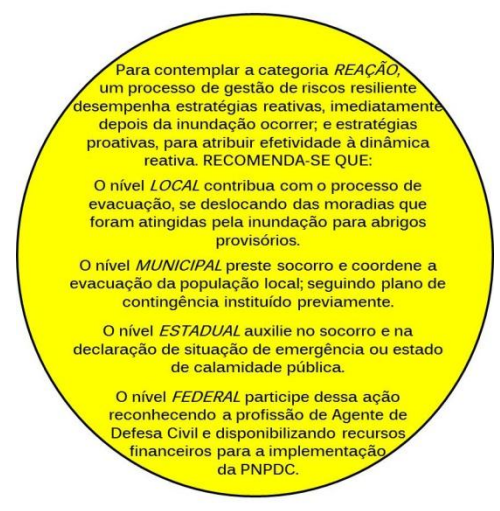 Para contemplar a categoria REAÇÃO,
um processo de gestão de riscos resiliente
desempenha estratégias reativas, imediatamente
depois da inundação ocorrer; e estratégias
proativas, para atribuir efetividade à dinâmica
reativa. RECOMENDA-SE QUE:
O nível LOCAL contribua com o processo de
evacuação, se deslocando das moradias que
foram atingidas pela inundação para abrigos
provisórios.
O nível MUNICIPAL preste socorro e coordene a
evacuação da população local; seguindo plano de
contingência instituído previamente.
O nível ESTADUAL auxilie no socorro e na
declaração de situação de emergência ou estado
de calamidade pública.
O nível FEDERAL participe dessa ação
reconhecendo a profissão de Agente de
Defesa Civil e disponibilizando recursos
financeiros para a implementação
da PNPDC.